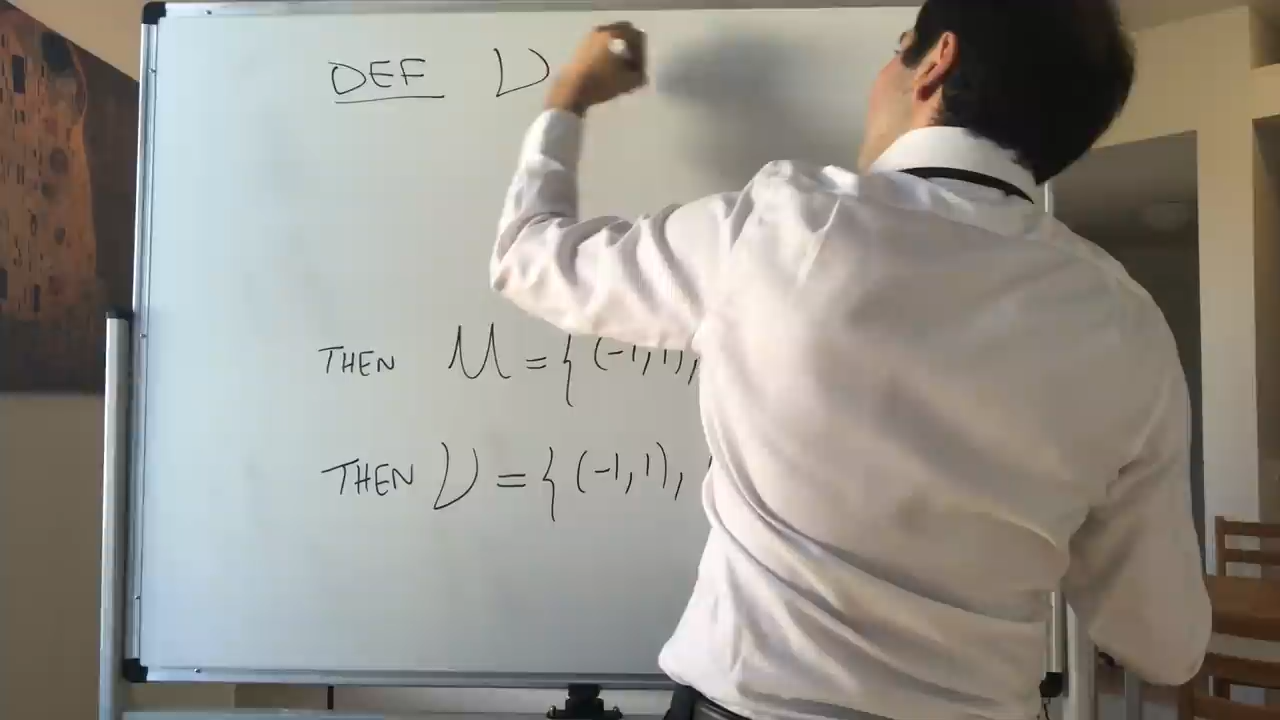 DEF 𝒱
THEN 𝒰 = { (-1, 1),
THEN 𝒱 = { (-1, 1),